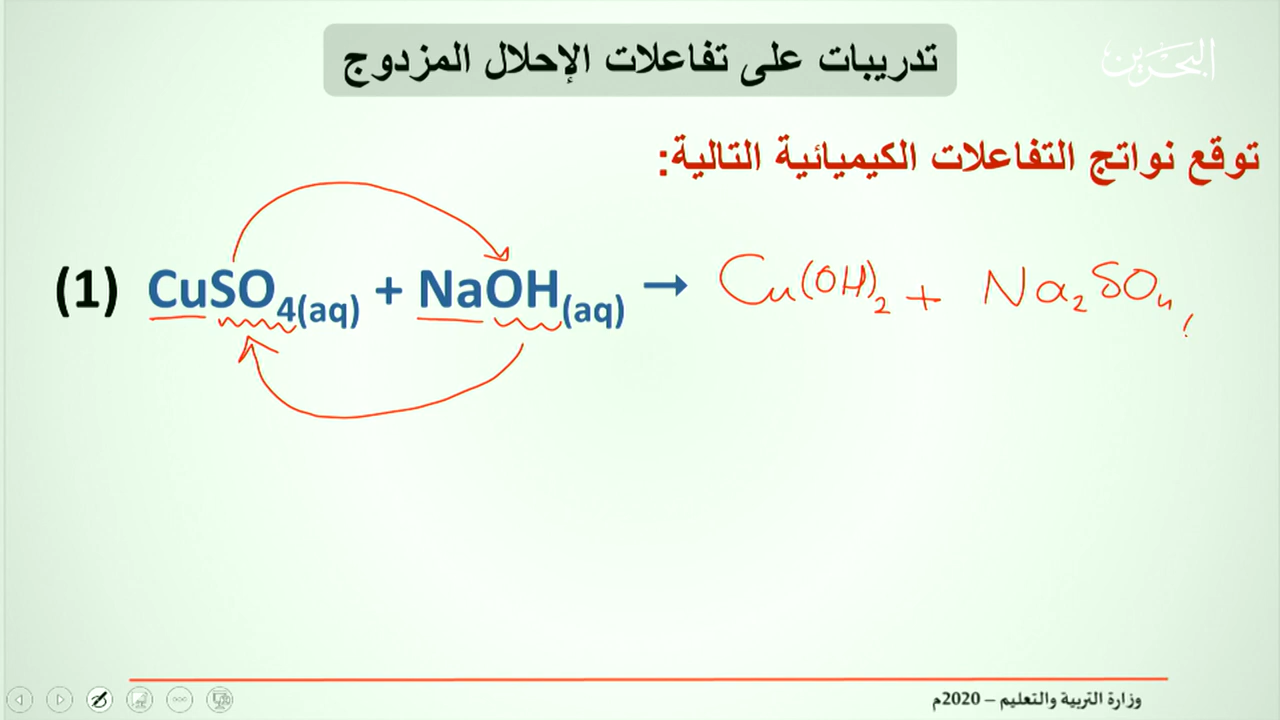 تدريبات على تفاعلات الإحلال المزدوج
البحرين
توقع نواتج التفاعلات الكيميائية التالية:
(1) CuSO₄(aq) + NaOH(aq) → Cu(OH)₂ + Na₂SO₄
وزارة التربية والتعليم – 2020م